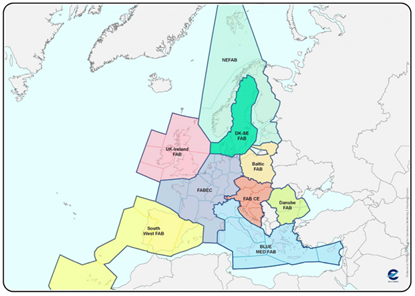 NEFAB
DK-SE
FAB
UK-Ireland
FAB
Baltic
FAB
FABEC
FAB CE
Danube
FAB
South
West FAB
BLUE
MED FAB